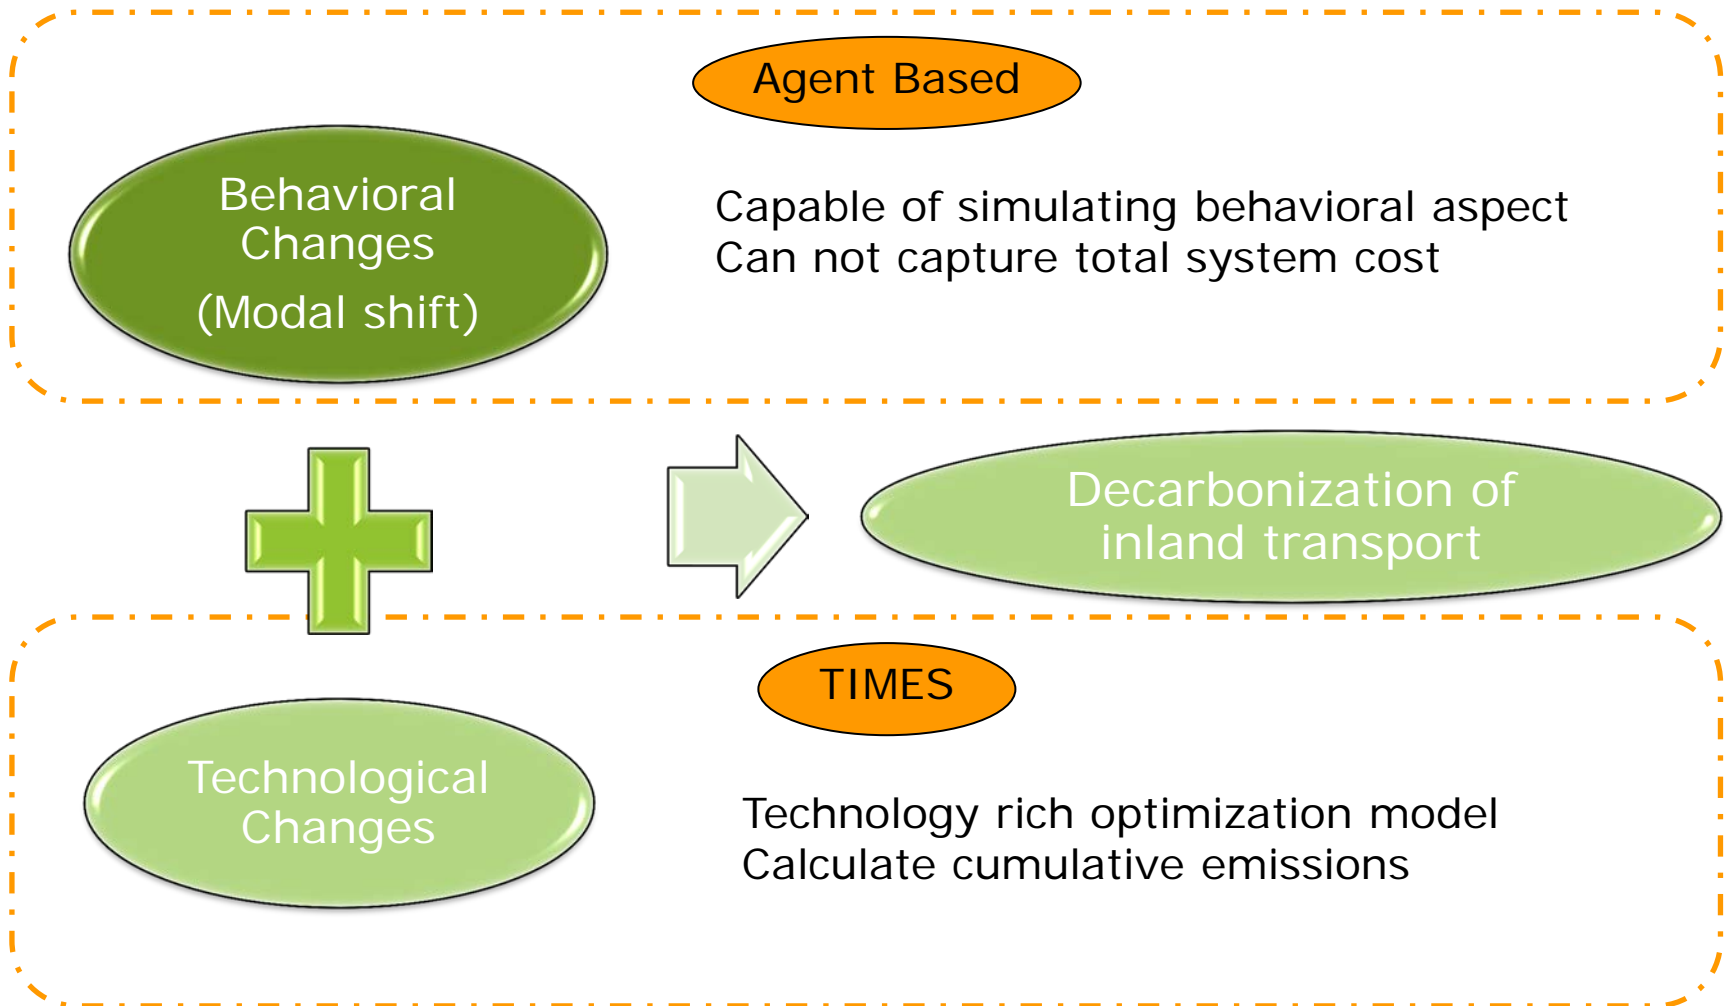 Agent Based
Behavioral
Changes
(Modal shift)
Capable of simulating behavioral aspect
Can not capture total system cost
Decarbonization of
inland transport
TIMES
Technological
Changes
Technology rich optimization model
Calculate cumulative emissions